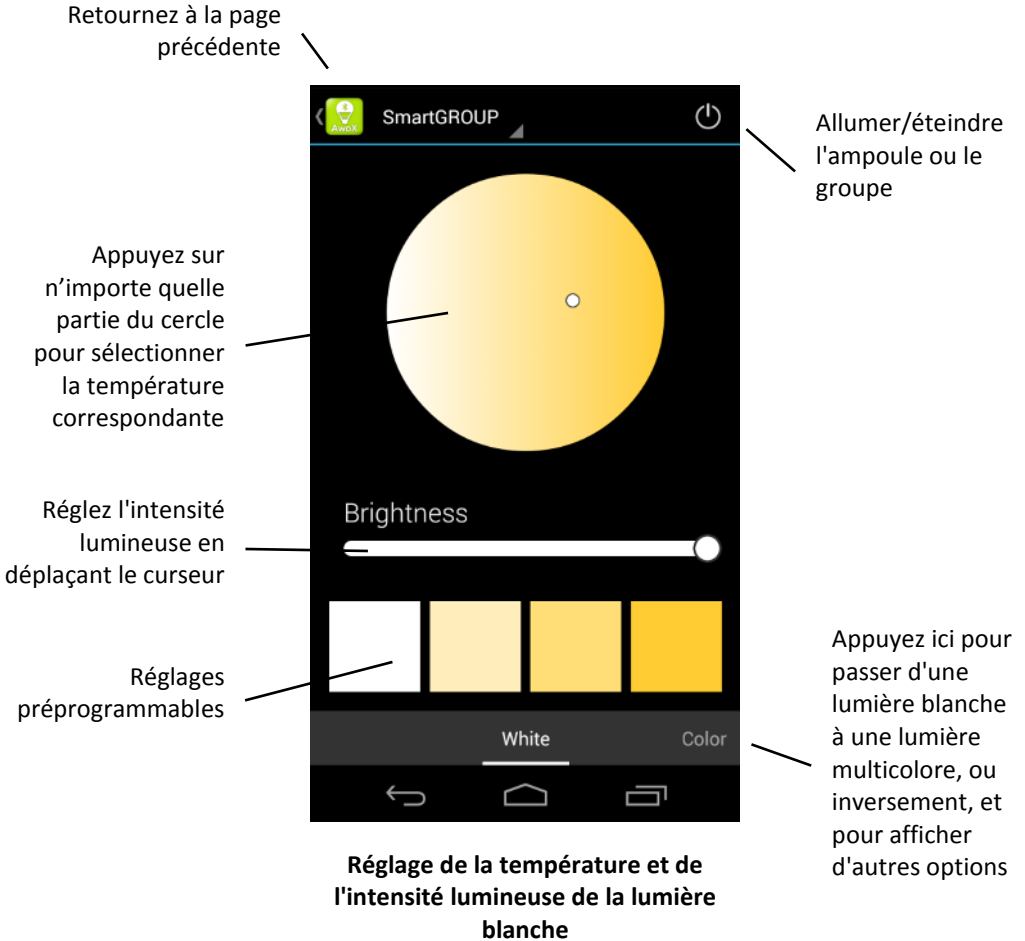 Retournez à la page
précédente
AwoX
SmartGROUP
Allumer/éteindre
l'ampoule ou le
groupe
Appuyez sur
n’importe quelle
partie du cercle
pour sélectionner
la température
correspondante
Brightness
Réglez l'intensité
lumineuse en
déplaçant le curseur
Réglages
préprogrammables
White
Color
Appuyez ici pour
passer d'une
lumière blanche
à une lumière
multicolore, ou
inversement, et
pour afficher
d'autres options
Réglage de la température et de
l'intensité lumineuse de la lumière
blanche